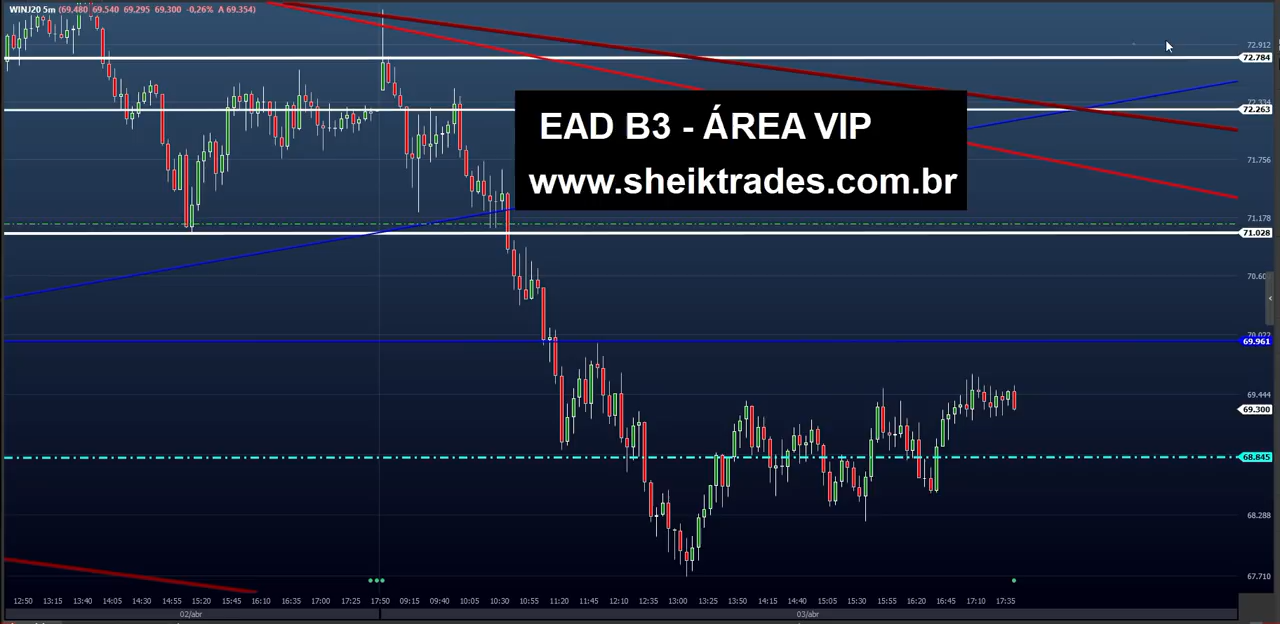 WINJ20 5m (69.480 69.540 69.295 69.300 -0,26% A 69.354)
72.912
72.784
72.263
EAD B3 - ÁREA VIP
71.756
www.sheiktrades.com.br
71.178
71.028
69.961
69.444
69.300
68.845
68.288
67.710
12:50 13:15 13:40 14:05 14:30 14:55 15:20 15:45 16:10 16:35 17:00 17:25 17:50 09:15 09:40 10:05 10:30 10:55 11:20 11:45 12:10 12:35 13:00 13:25 13:50 14:15 14:40 15:05 15:30 15:55 16:20 16:45 17:10 17:35
02/abr 03/abr